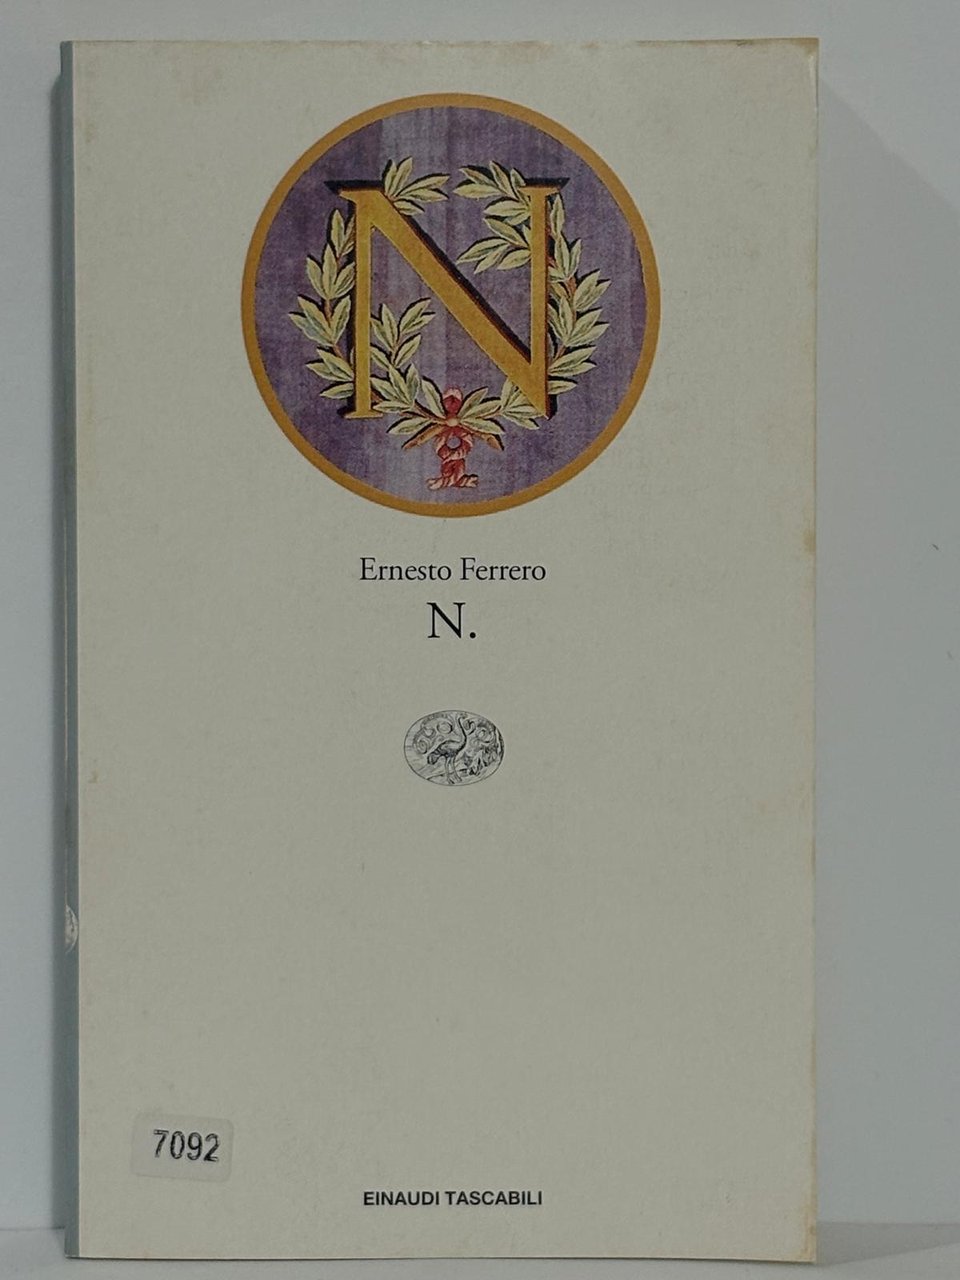 N
Ernesto Ferrero
N.
7092
EINAUDI TASCABILI